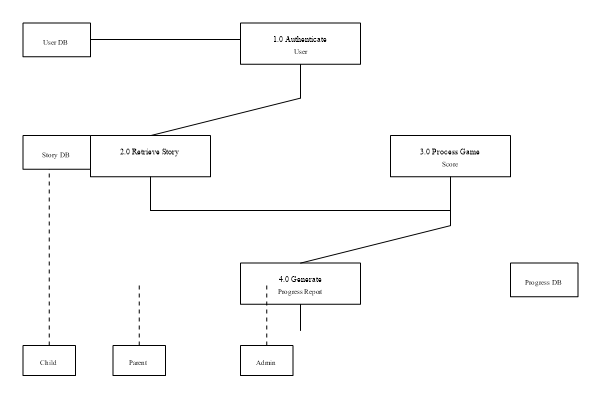 User DB
1.0 Authenticate
User
Story DB
2.0 Retrieve Story
3.0 Process Game
Score
4.0 Generate
Progress Report
Progress DB
Child
Parent
Admin